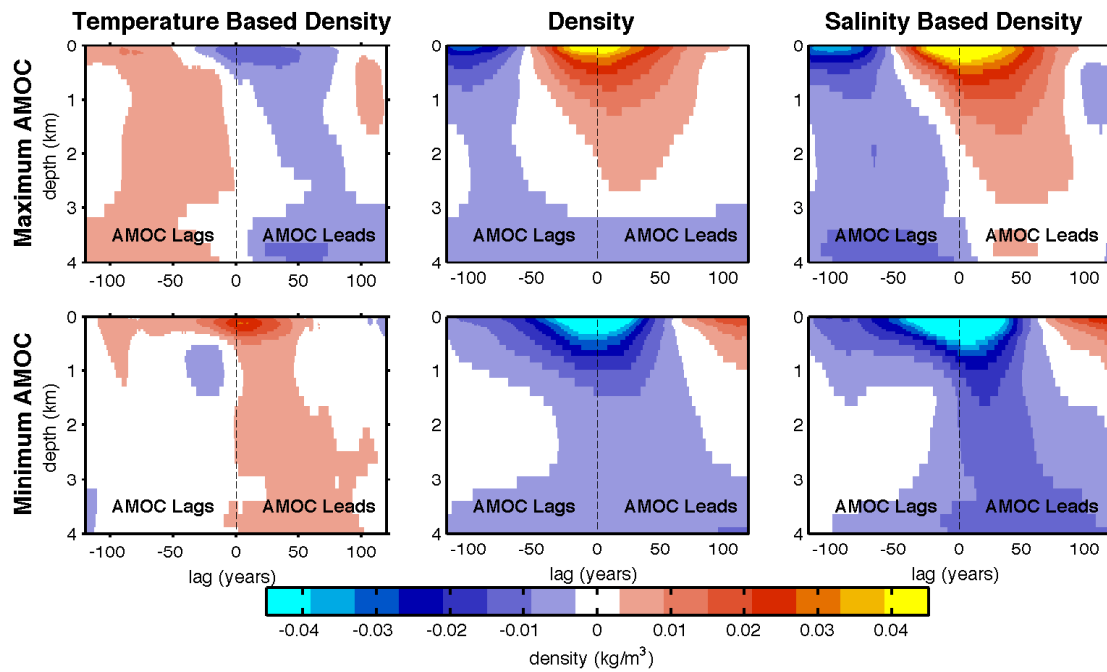 Temperature Based Density Density Salinity Based Density
Maximum AMOC
depth (km)
0 0 0
1 1 1
2 2 2
3 3 3
AMOC Lags AMOC Leads AMOC Lags AMOC Leads AMOC Lags AMOC Leads
4 4 4
-100 -50 0 50 100 -100 -50 0 50 100 -100 -50 0 50 100
Minimum AMOC
depth (km)
0 0 0
1 1 1
2 2 2
3 3 3
AMOC Lags AMOC Leads AMOC Lags AMOC Leads AMOC Lags AMOC Leads
4 4 4
-100 -50 0 50 100 -100 -50 0 50 100 -100 -50 0 50 100
lag (years) lag (years) lag (years)
-0.04 -0.03 -0.02 -0.01 0 0.01 0.02 0.03 0.04
density (kg/m³)